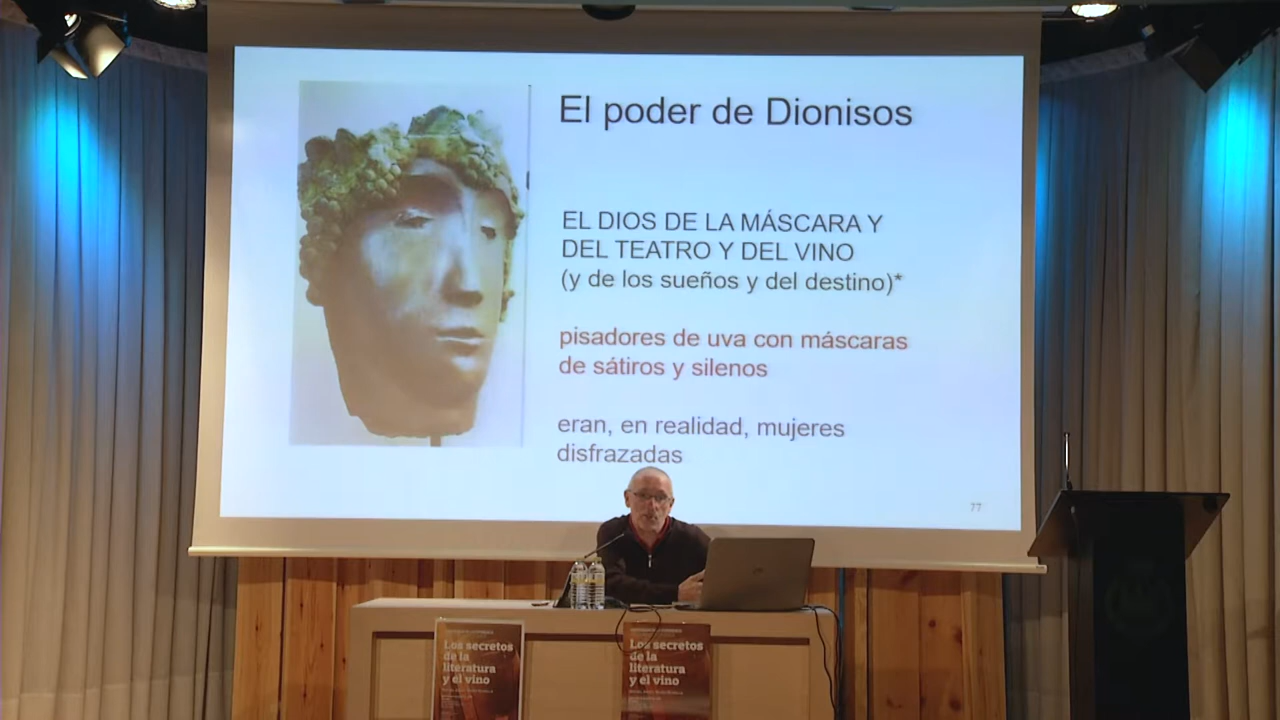 El poder de Dionisos
EL DIOS DE LA MÁSCARA Y
DEL TEATRO Y DEL VINO
(y de los sueños y del destino)*
pisadores de uva con máscaras
de sátiros y silenos
eran, en realidad, mujeres
disfrazadas
77
Los secretos
de la
literatura
y el vino
Los secretos
de la
literatura
y el vino